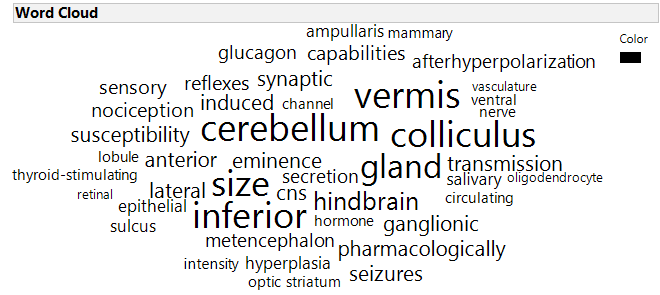 Word Cloud
Color
ampullaris mammary
glucagon capabilities afterhyperpolarization
sensory reflexes synaptic vermis vasculature
nociception induced channel ventral
nerve
susceptibility cerebellum colliculus
lobule anterior eminence gland transmission
thyroid-stimulating secretion salivary oligodendrocyte
retinal lateral size cns hindbrain circulating
epithelial inferior hormone ganglionic
sulcus
metencephalon pharmacologically
intensity hyperplasia seizures
optic striatum